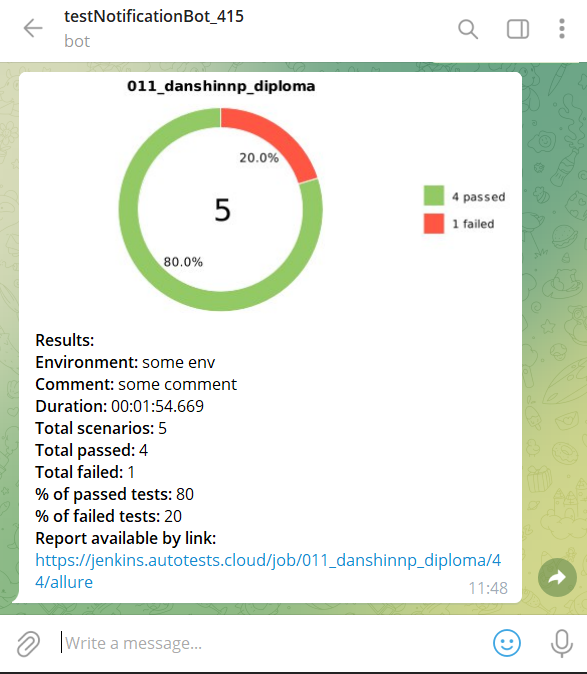 testNotificationBot_415
bot
011_danshinnp_diploma
20.0%
5
80.0%
4 passed
1 failed
Results:
Environment: some env
Comment: some comment
Duration: 00:01:54.669
Total scenarios: 5
Total passed: 4
Total failed: 1
% of passed tests: 80
% of failed tests: 20
Report available by link:
https://jenkins.autotests.cloud/job/011_danshinnp_diploma/4
4/allure
11:48
Write a message...